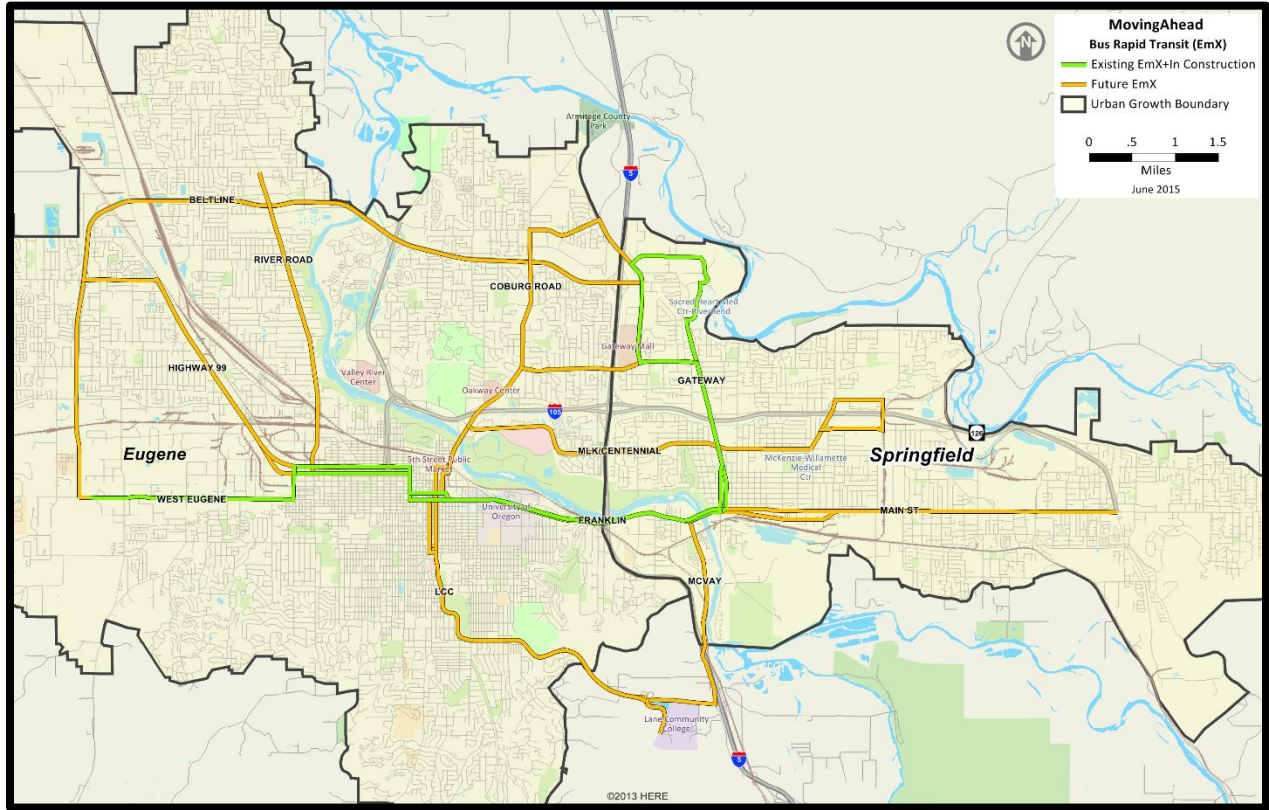 MovingAhead
Bus Rapid Transit (EmX)
Existing EmX+In Construction
Future EmX
Urban Growth Boundary
0 .5 1 1.5
Miles
June 2015
N
Armitage County
Park
5
BELTLINE
RIVER ROAD
COBURG ROAD
Sacred Heart Med
Ctr-Riverbend
Gateway Mall
HIGHWAY 99
Valley River
Center
Oakway Center
GATEWAY
105
126
Eugene
5th Street Public
Market
MLK/CENTENNIAL
McKenzie-Willamette
Medical
Ctr
Springfield
WEST EUGENE
University of
Oregon
FRANKLIN
MAIN ST
LCC
MCVAY
Lane Community
College
5
©2013 HERE